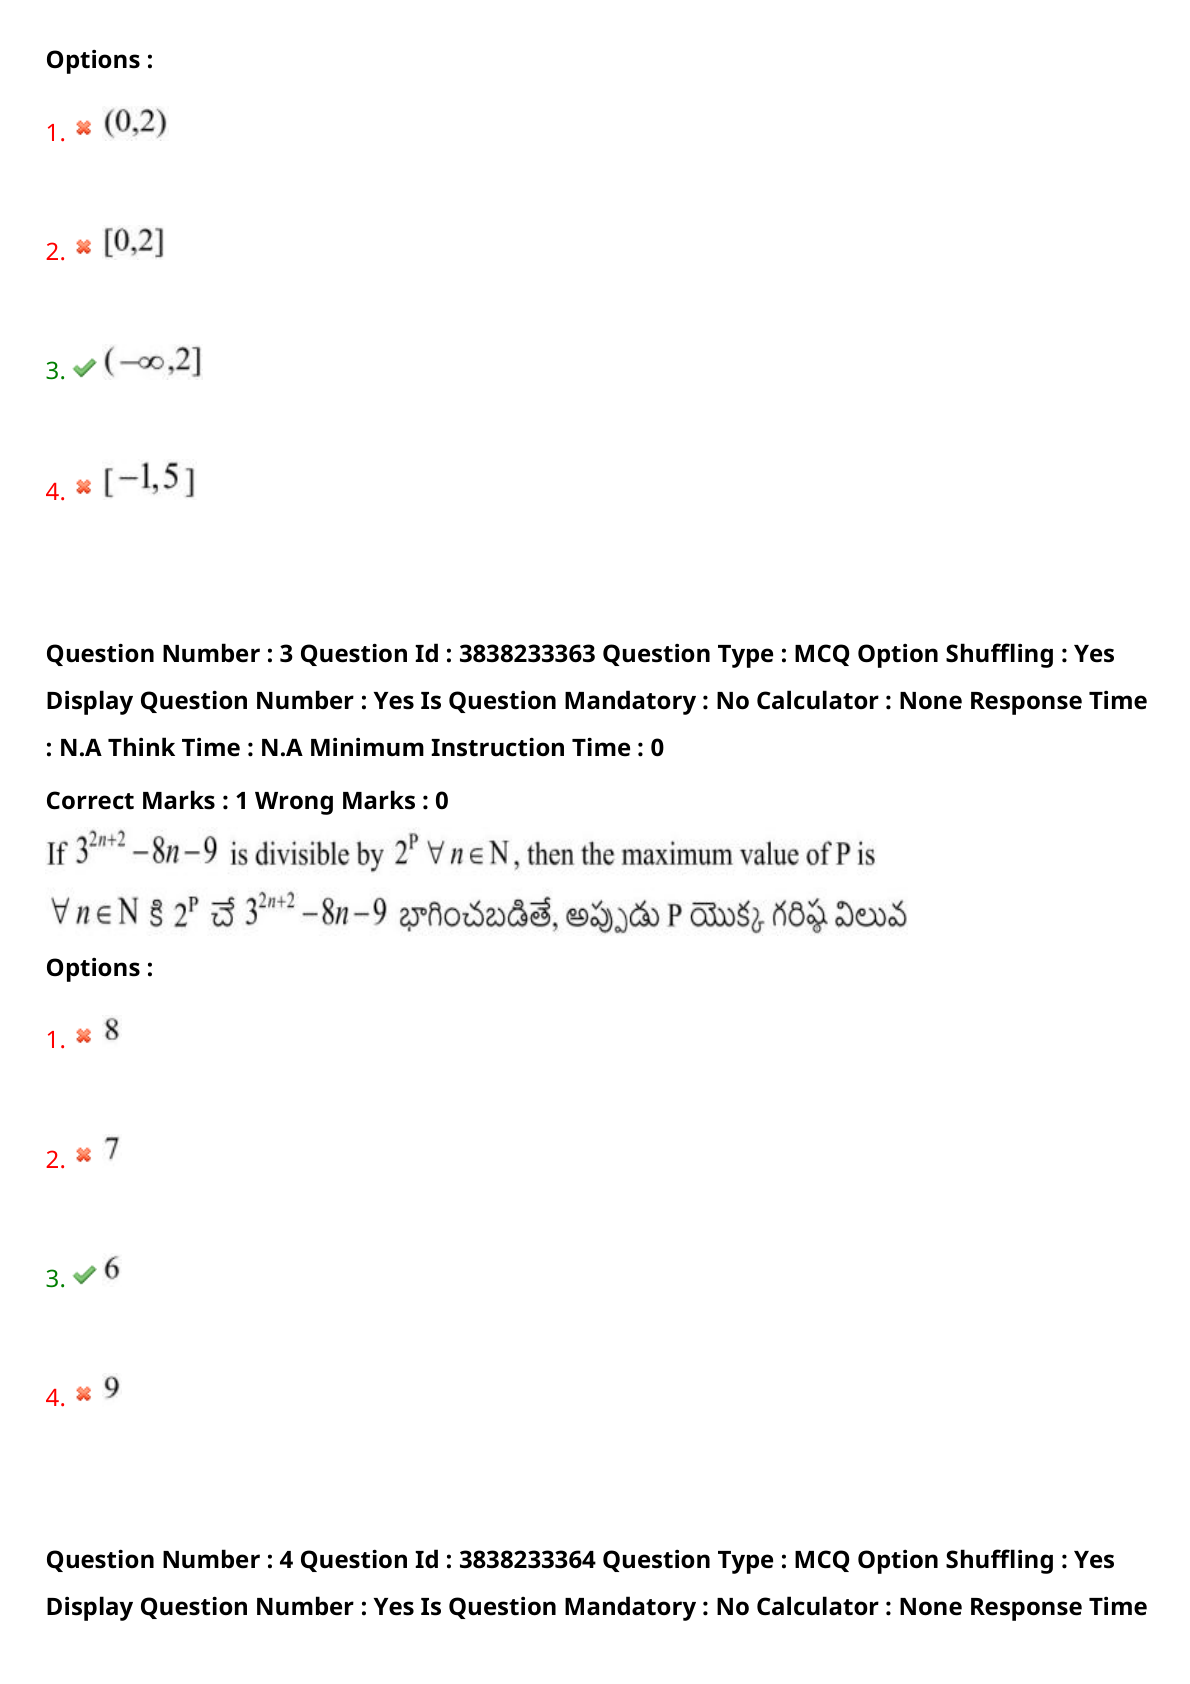 Options :
1. (0,2)
2. [0,2]
3. (−∞,2]
4. [−1,5]
Question Number : 3 Question Id : 3838233363 Question Type : MCQ Option Shuffling : Yes
Display Question Number : Yes Is Question Mandatory : No Calculator : None Response Time
: N.A Think Time : N.A Minimum Instruction Time : 0
Correct Marks : 1 Wrong Marks : 0
If 3^{2n+2} −8n−9 is divisible by 2^P ∀ n∈N, then the maximum value of P is
∀ n∈N కి 2^P చే 3^{2n+2} −8n−9 భాగించబడితే, అప్పుడు P యొక్క గరిష్ఠ విలువ
Options :
1. 8
2. 7
3. 6
4. 9
Question Number : 4 Question Id : 3838233364 Question Type : MCQ Option Shuffling : Yes
Display Question Number : Yes Is Question Mandatory : No Calculator : None Response Time